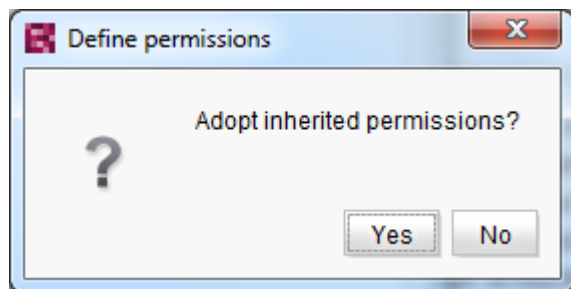 Define permissions
Adopt inherited permissions?
Yes
No